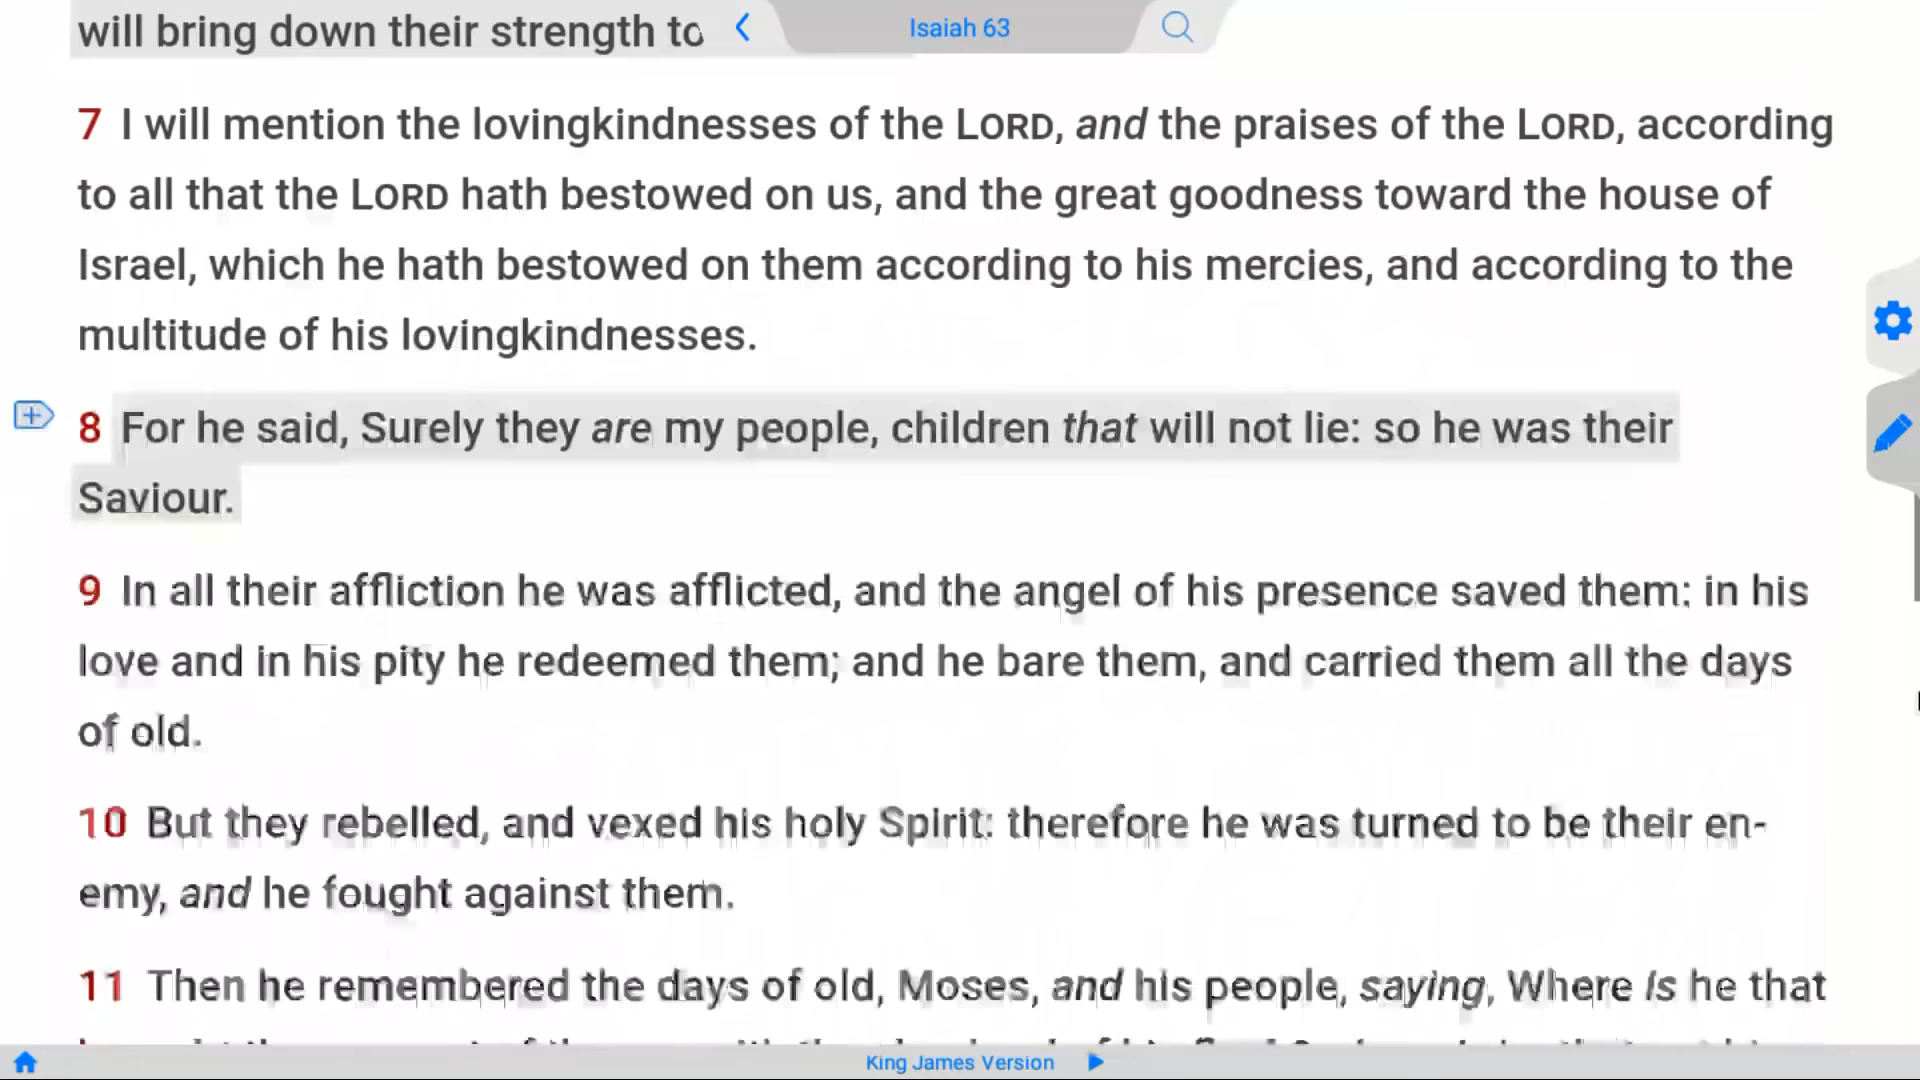 will bring down their strength to
Isaiah 63
7 I will mention the lovingkindnesses of the LORD, and the praises of the LORD, according
to all that the LORD hath bestowed on us, and the great goodness toward the house of
Israel, which he hath bestowed on them according to his mercies, and according to the
multitude of his lovingkindnesses.
8 For he said, Surely they are my people, children that will not lie: so he was their
Saviour.
9 In all their affliction he was afflicted, and the angel of his presence saved them: in his
love and in his pity he redeemed them; and he bare them, and carried them all the days
of old.
10 But they rebelled, and vexed his holy Spirit: therefore he was turned to be their en-
emy, and he fought against them.
11 Then he remembered the days of old, Moses, and his people, saying, Where is he that
King James Version